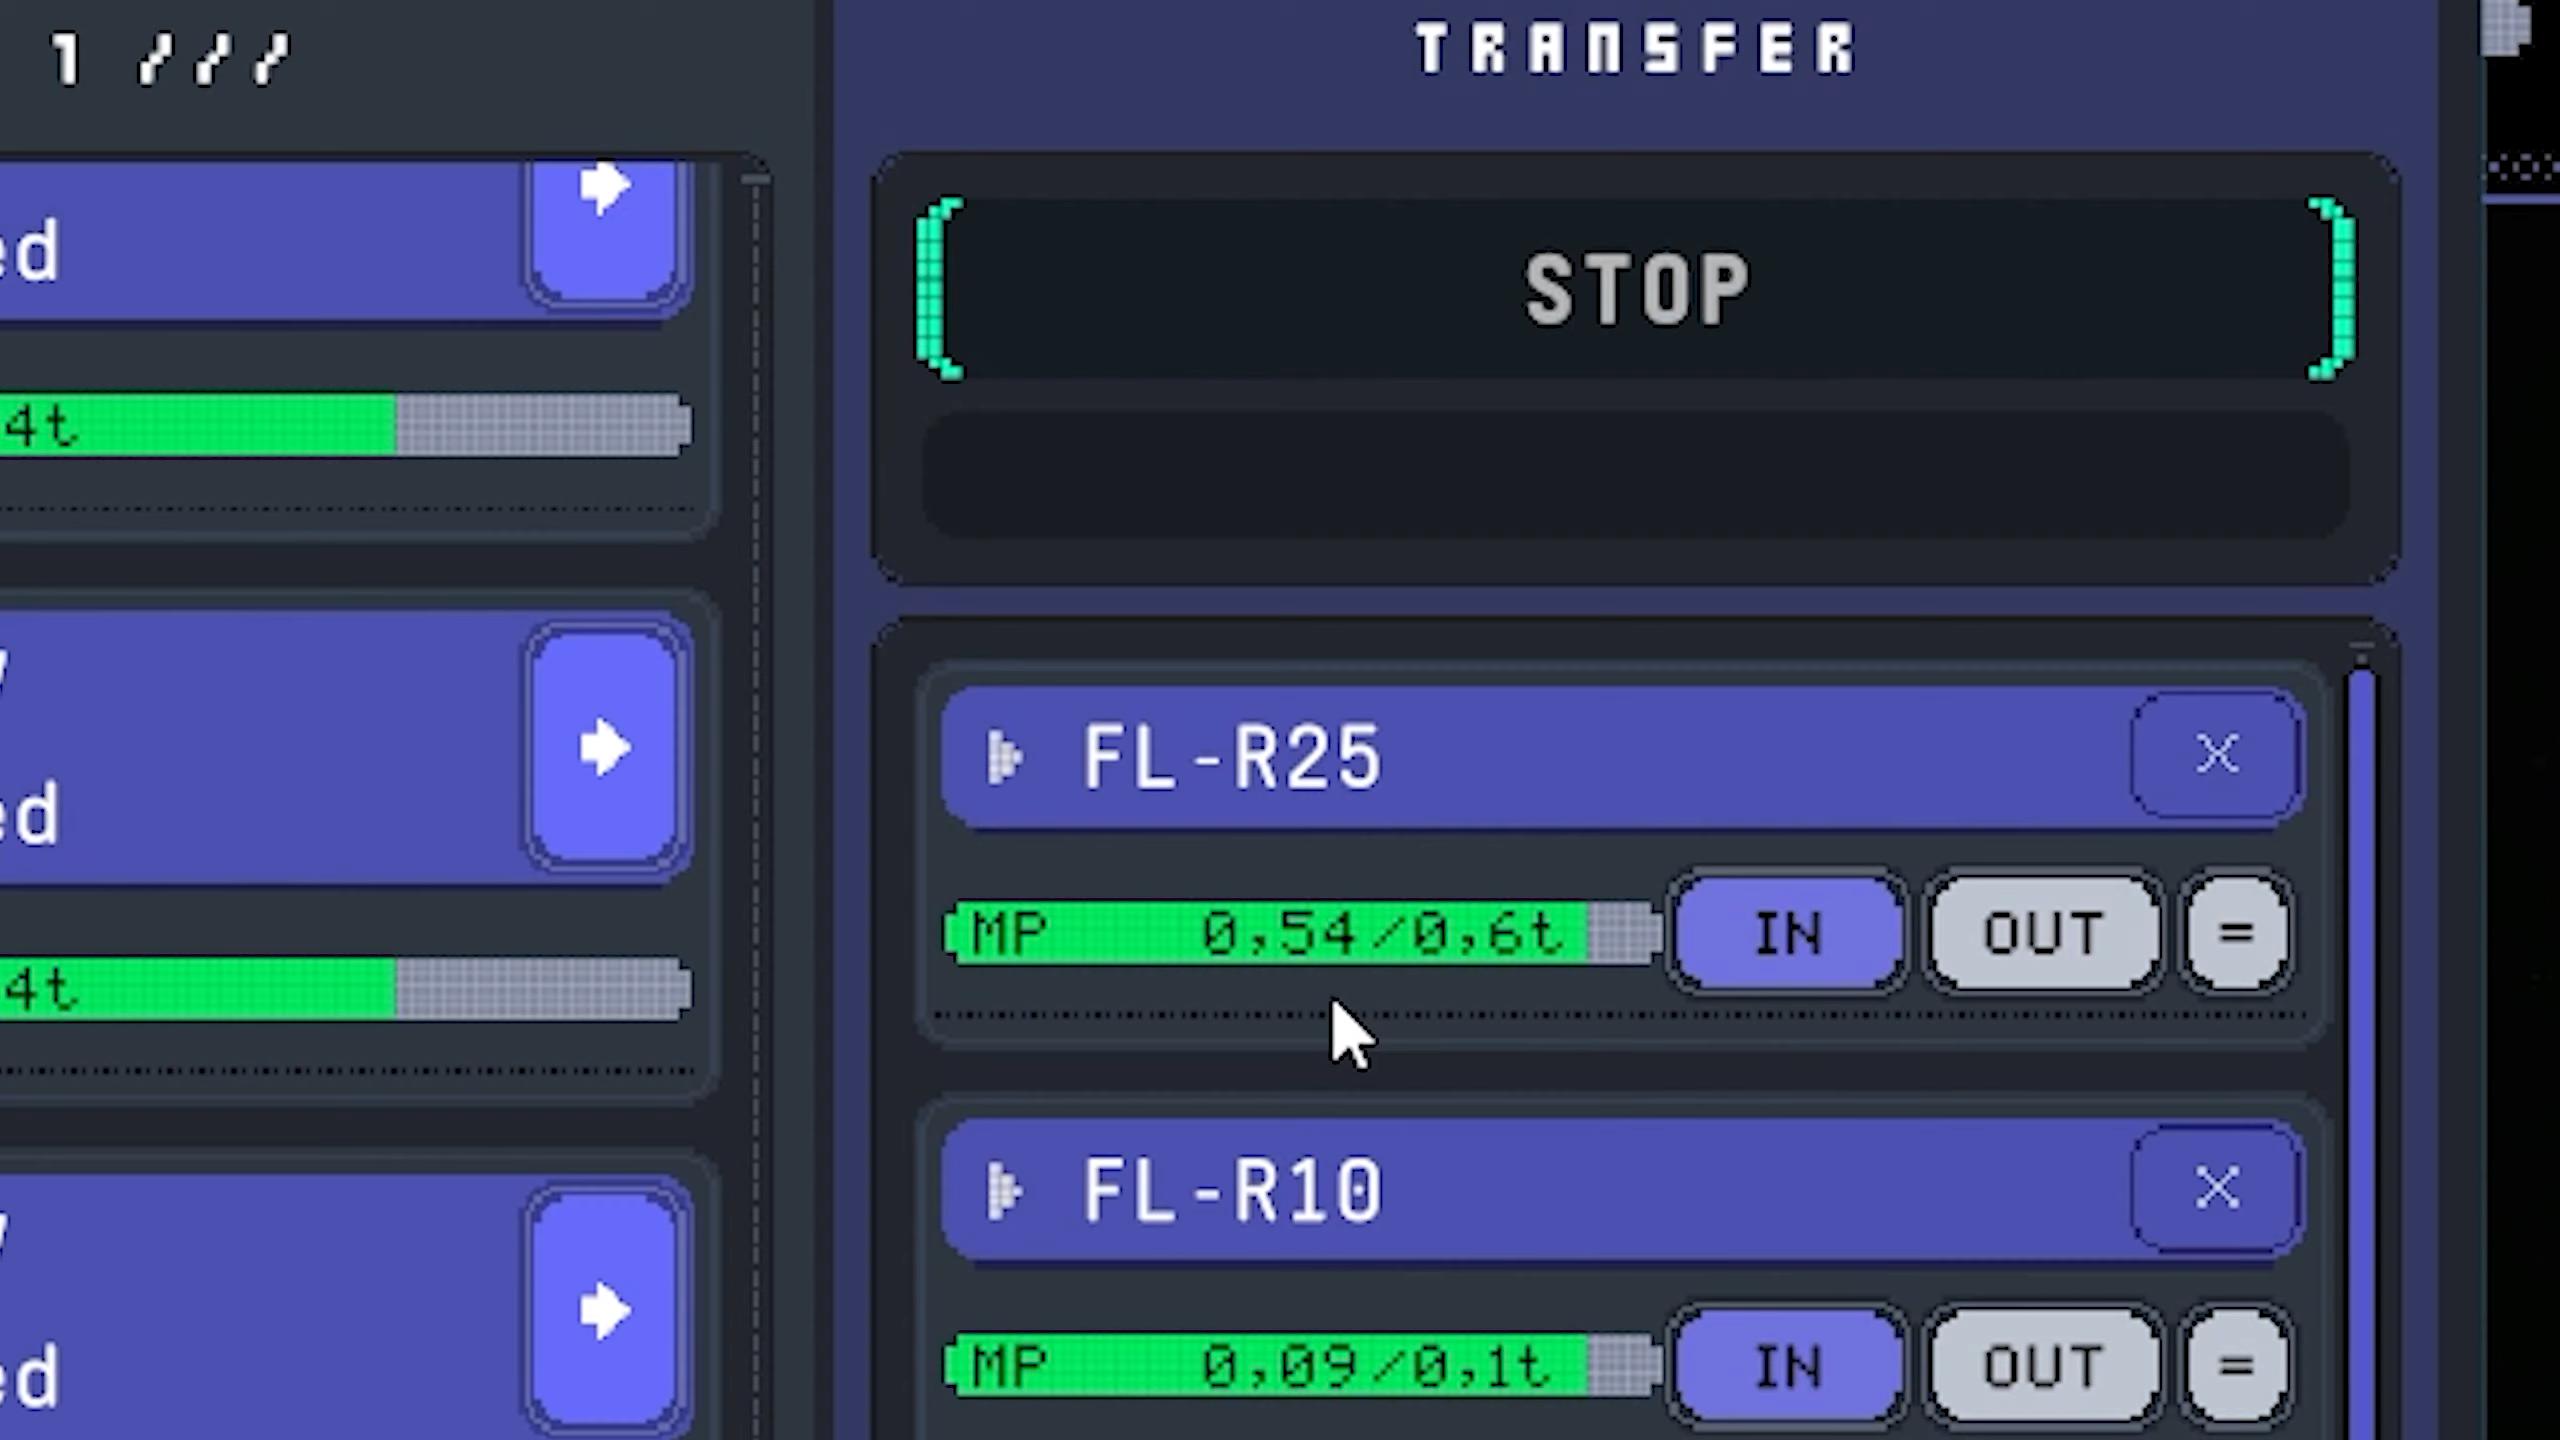 1 ///
ed
4t
ed
4t
ed
TRANSFER
STOP
FL-R25
×
MP 0,54/0,6t
IN
OUT
=
FL-R10
×
MP 0,09/0,1t
IN
OUT
=